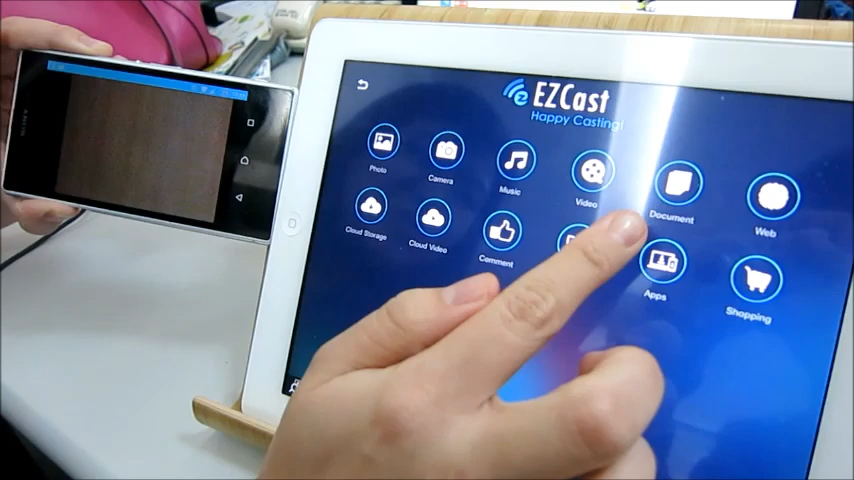 EZCast
Happy Casting!
Photo
Camera
Music
Video
Document
Web
Cloud Storage
Cloud Video
Comment
Apps
Shopping